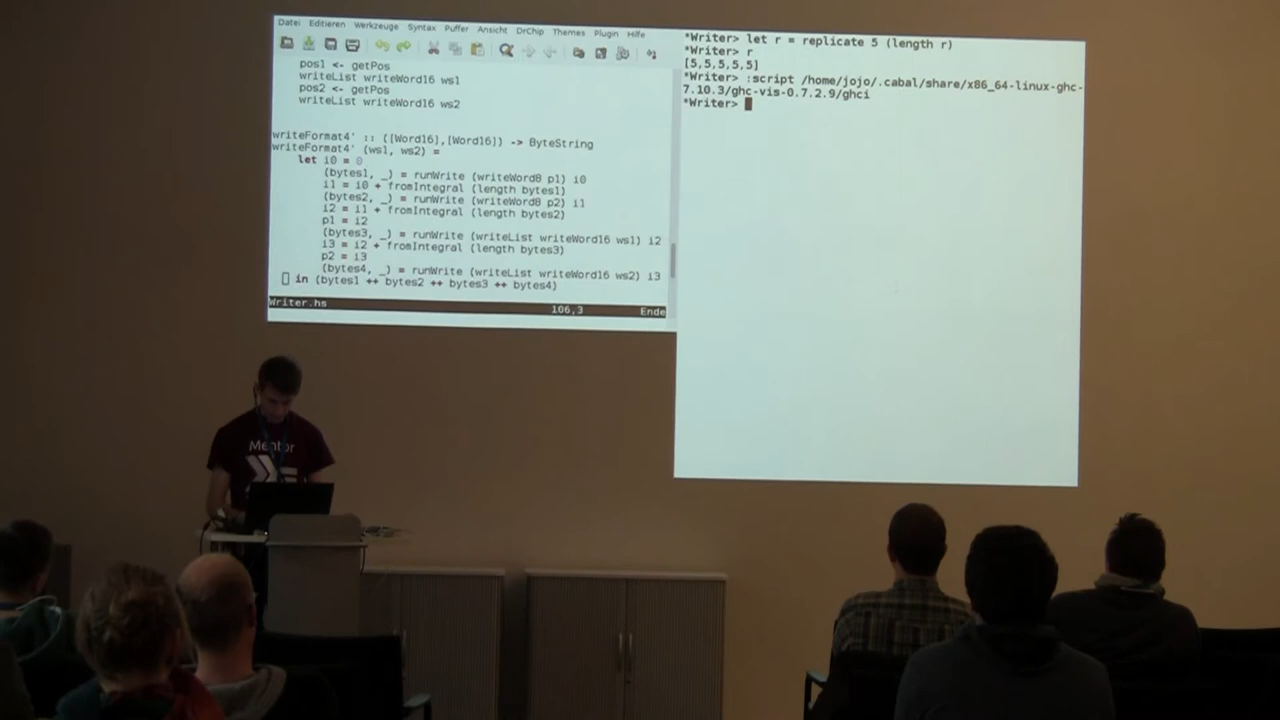 Datei Editieren Werkzeuge Syntax Puffer Ansicht DrChip Themes Plugin Hilfe
pos1 <- getPos
writeList writeWord16 ws1
pos2 <- getPos
writeList writeWord16 ws2
writeFormat4' :: ([Word16],[Word16]) -> ByteString
writeFormat4' (ws1, ws2) =
let i0 = 0
(bytes1, _) = runWrite (writeWord8 p1) i0
i1 = i0 + fromIntegral (length bytes1)
(bytes2, _) = runWrite (writeWord8 p2) i1
i2 = i1 + fromIntegral (length bytes2)
p1 = i2
(bytes3, _) = runWrite (writeList writeWord16 ws1) i2
i3 = i2 + fromIntegral (length bytes3)
p2 = i3
(bytes4, _) = runWrite (writeList writeWord16 ws2) i3
in (bytes1 ++ bytes2 ++ bytes3 ++ bytes4)
Writer.hs 106,3 Ende
*Writer> let r = replicate 5 (length r)
*Writer> r
[5,5,5,5,5]
*Writer> :script /home/jojo/.cabal/share/x86_64-linux-ghc-
7.10.3/ghc-vis-0.7.2.9/ghci
*Writer>
Mentor